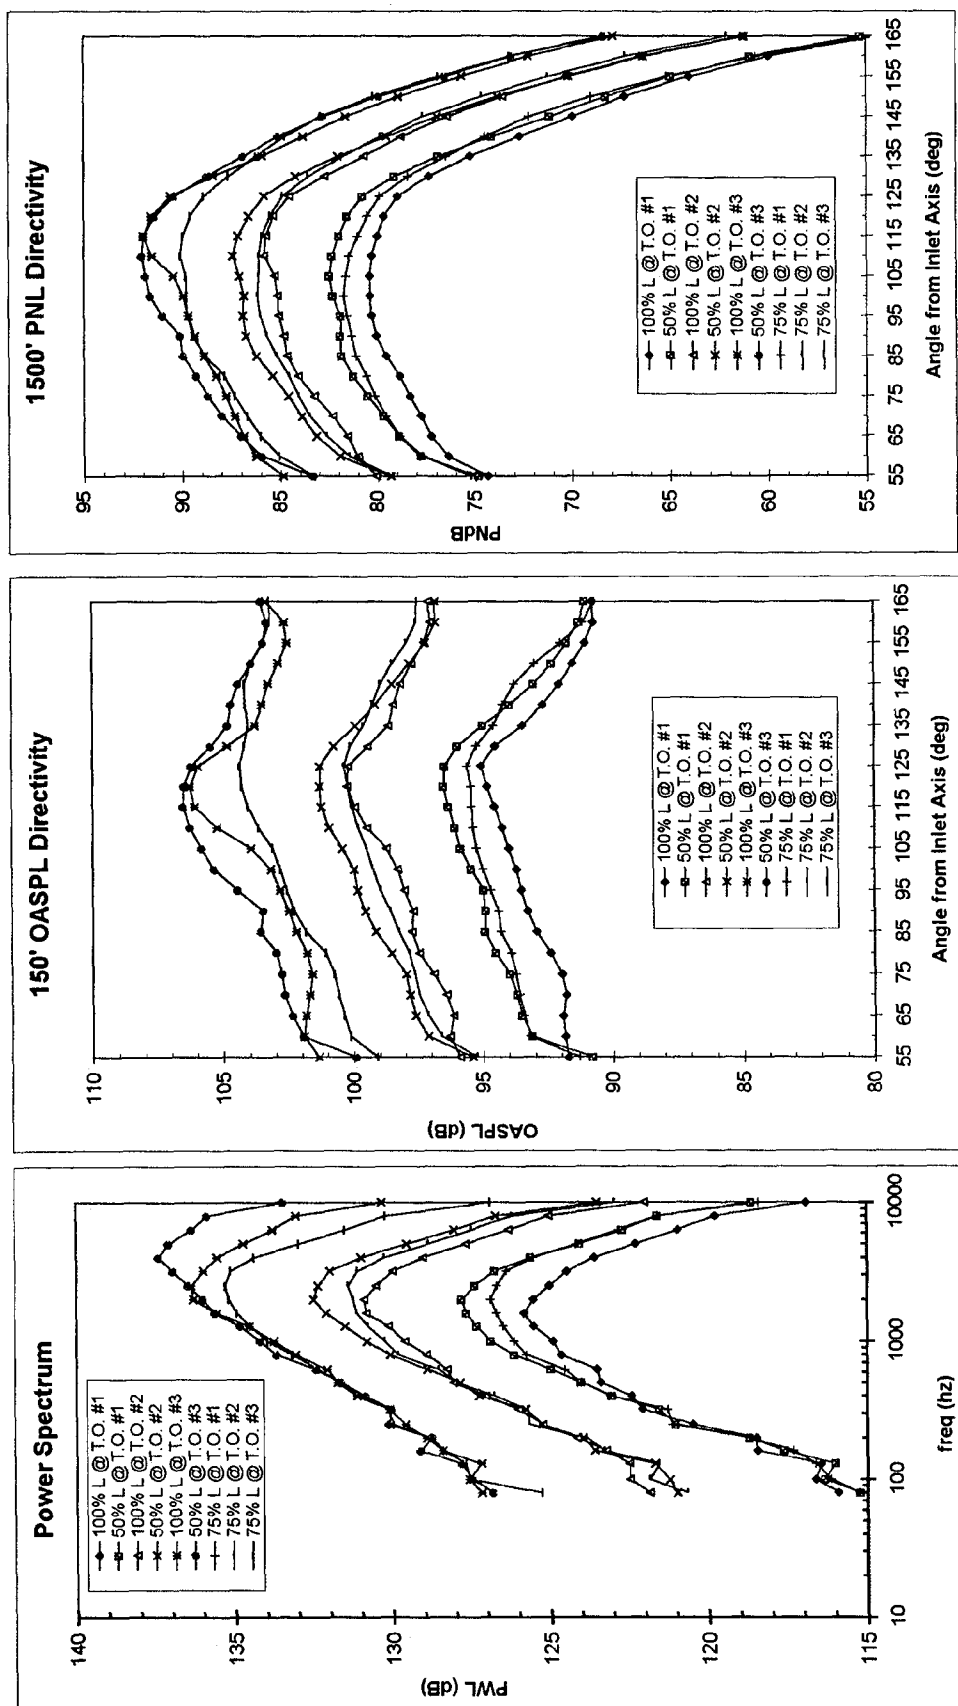 Power Spectrum
100% L @T.O. #1
50% L @T.O. #1
100% L @T.O. #2
50% L @T.O. #2
100% L @T.O. #3
50% L @T.O. #3
75% L @T.O. #1
75% L @T.O. #2
75% L @T.O. #3
140
135
130
125
120
115
PWL (dB)
10
100
1000
10000
freq (hz)
150' OASPL Directivity
110
105
100
95
90
85
80
OASPL (dB)
100% L @T.O. #1
50% L @T.O. #1
100% L @T.O. #2
50% L @T.O. #2
100% L @T.O. #3
50% L @T.O. #3
75% L @T.O. #1
75% L @T.O. #2
75% L @T.O. #3
55 65 75 85 95 105 115 125 135 145 155 165
Angle from Inlet Axis (deg)
1500' PNL Directivity
95
90
85
80
75
70
65
60
55
PNdB
100% L @ T.O. #1
50% L @ T.O. #1
100% L @ T.O. #2
50% L @ T.O. #2
100% L @ T.O. #3
50% L @ T.O. #3
75% L @ T.O. #1
75% L @ T.O. #2
75% L @ T.O. #3
55 65 75 85 95 105 115 125 135 145 155 165
Angle from Inlet Axis (deg)